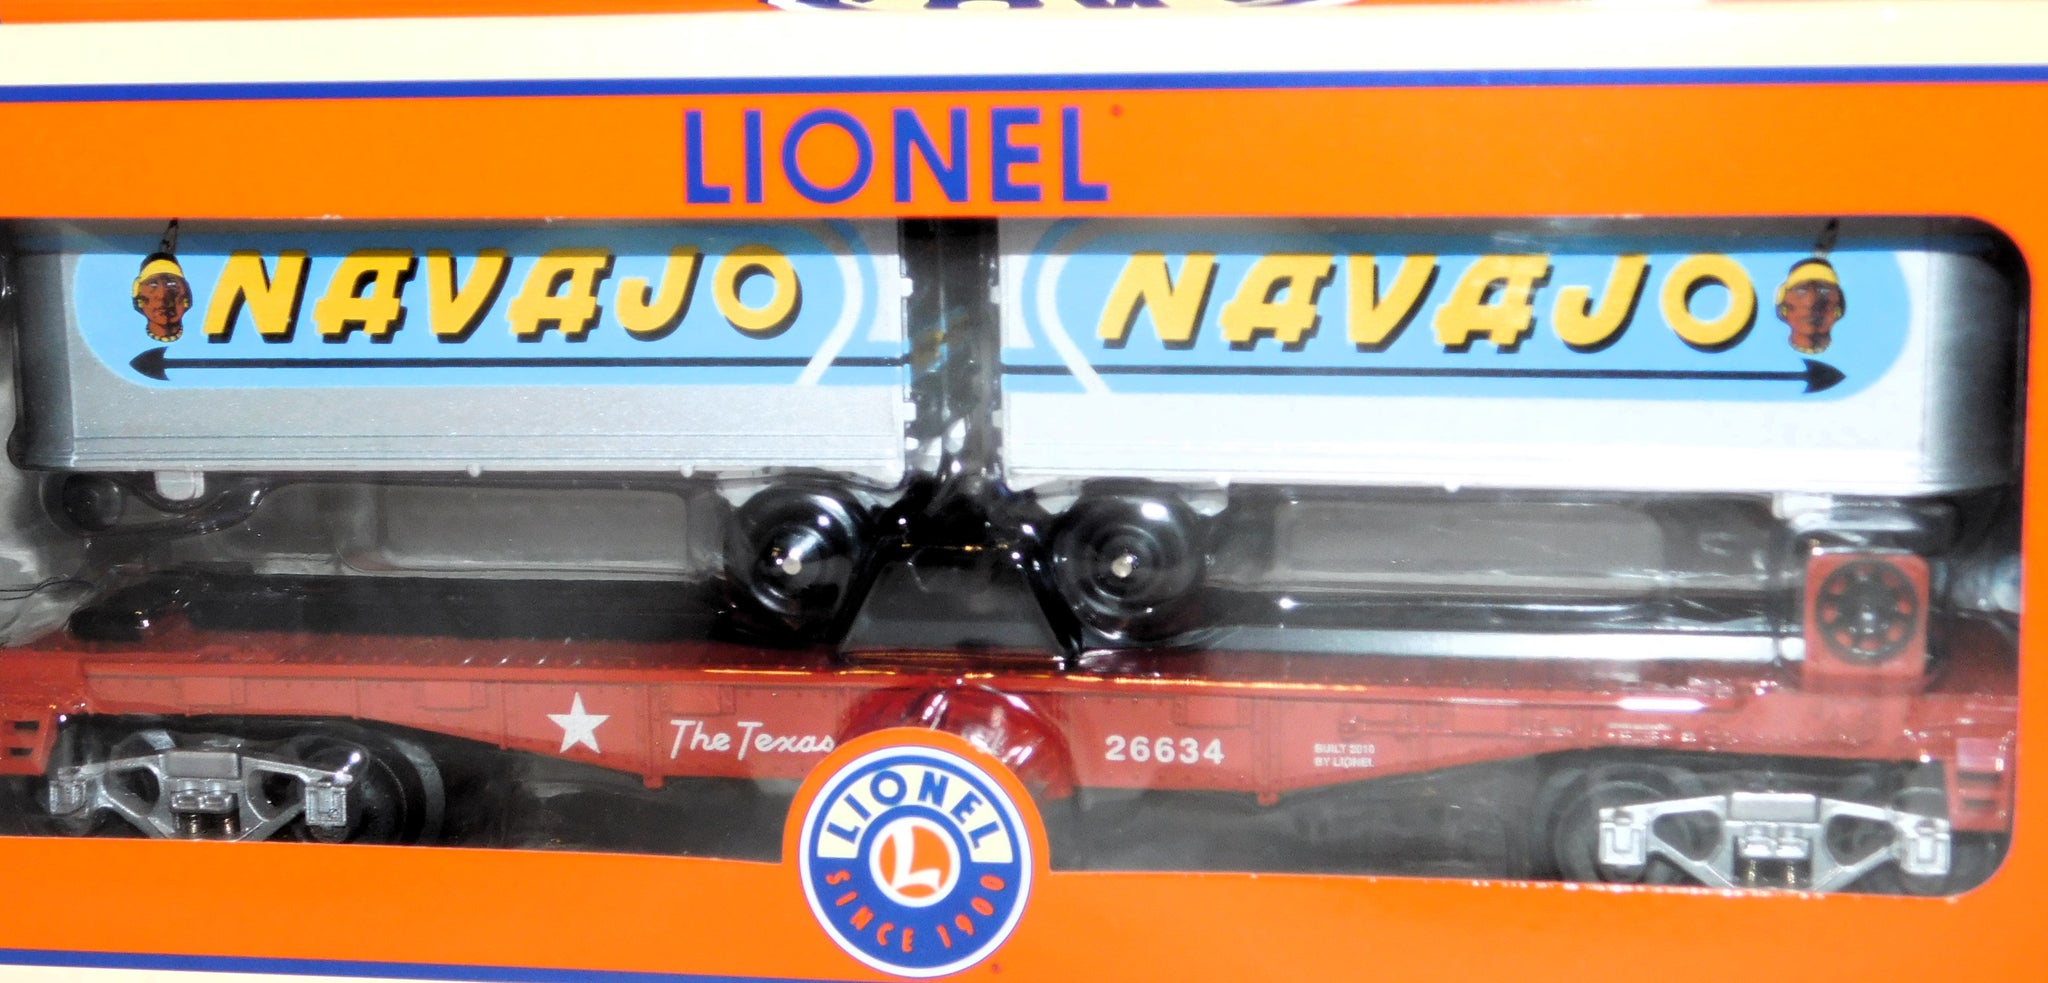 LIONEL
NAVAJO
NAVAJO
The Texas
26634
BUILT 2010
BY LIONEL
LIONEL
L
SINCE 1900